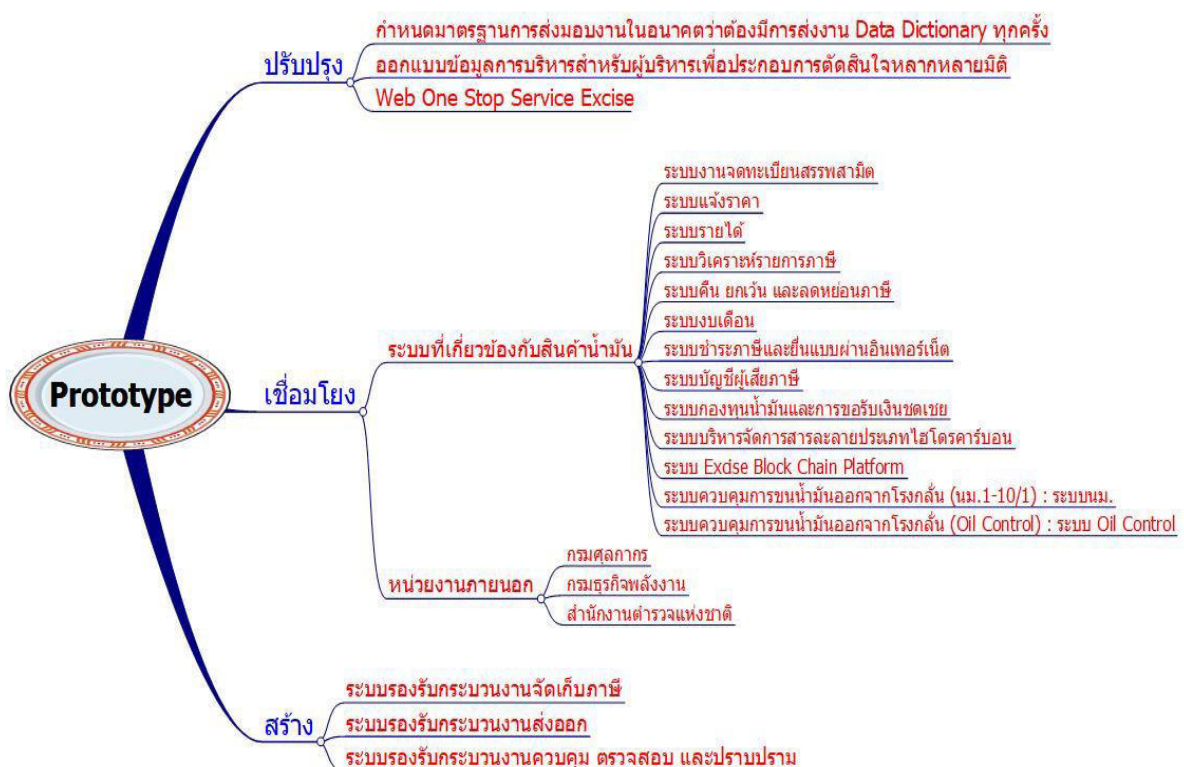 กำหนดมาตรฐานการส่งมอบงานในอนาคตว่าต้องมีการส่งงาน Data Dictionary ทุกครั้ง
ปรับปรุง
ออกแบบข้อมูลการบริหารสำหรับผู้บริหารเพื่อประกอบการตัดสินใจหลากหลายมิติ
Web One Stop Service Excise
Prototype
เชื่อมโยง
ระบบที่เกี่ยวข้องกับสินค้าน้ำมัน
ระบบงานจดทะเบียนสรรพสามิต
ระบบแจ้งราคา
ระบบรายได้
ระบบวิเคราะห์รายการภาษี
ระบบคืน ยกเว้น และลดหย่อนภาษี
ระบบงบเดือน
ระบบชำระภาษีและยื่นแบบผ่านอินเทอร์เน็ต
ระบบบัญชีผู้เสียภาษี
ระบบกองทุนน้ำมันและการขอรับเงินชดเชย
ระบบบริหารจัดการสารละลายประเภทไฮโดรคาร์บอน
ระบบ Excise Block Chain Platform
ระบบควบคุมการขนน้ำมันออกจากโรงกลั่น (นม.1-10/1) : ระบบนม.
ระบบควบคุมการขนน้ำมันออกจากโรงกลั่น (Oil Control) : ระบบ Oil Control
หน่วยงานภายนอก
กรมศุลกากร
กรมธุรกิจพลังงาน
สำนักงานตำรวจแห่งชาติ
สร้าง
ระบบรองรับกระบวนงานจัดเก็บภาษี
ระบบรองรับกระบวนงานส่งออก
ระบบรองรับกระบวนงานควบคุม ตรวจสอบ และปราบปราม